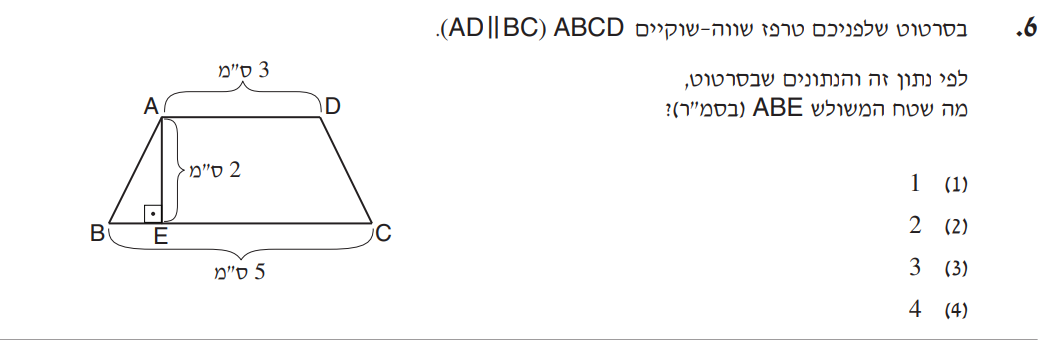 6. בסרטוט שלפניכם טרפז שווה-שוקיים ABCD (AD||BC).
לפי נתון זה והנתונים שבסרטוט,
מה שטח המשולש ABE (בסמ"ר)?
(1) 1
(2) 2
(3) 3
(4) 4
3 ס"מ
A D
2 ס"מ
B E C
5 ס"מ